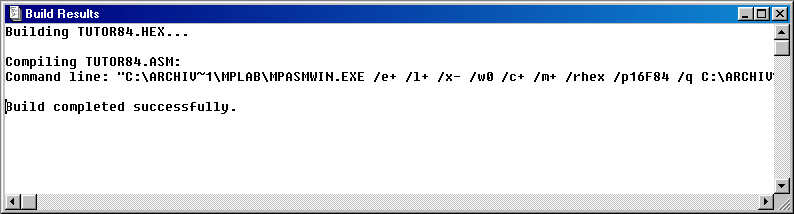 Build Results
Building TUTOR84.HEX...
Compiling TUTOR84.ASM:
Command line: "C:\ARCHIV~1\MPLAB\MPASMWIN.EXE /e+ /l+ /x- /w0 /c+ /m+ /rhex /p16F84 /q C:\ARCHIV
Build completed successfully.